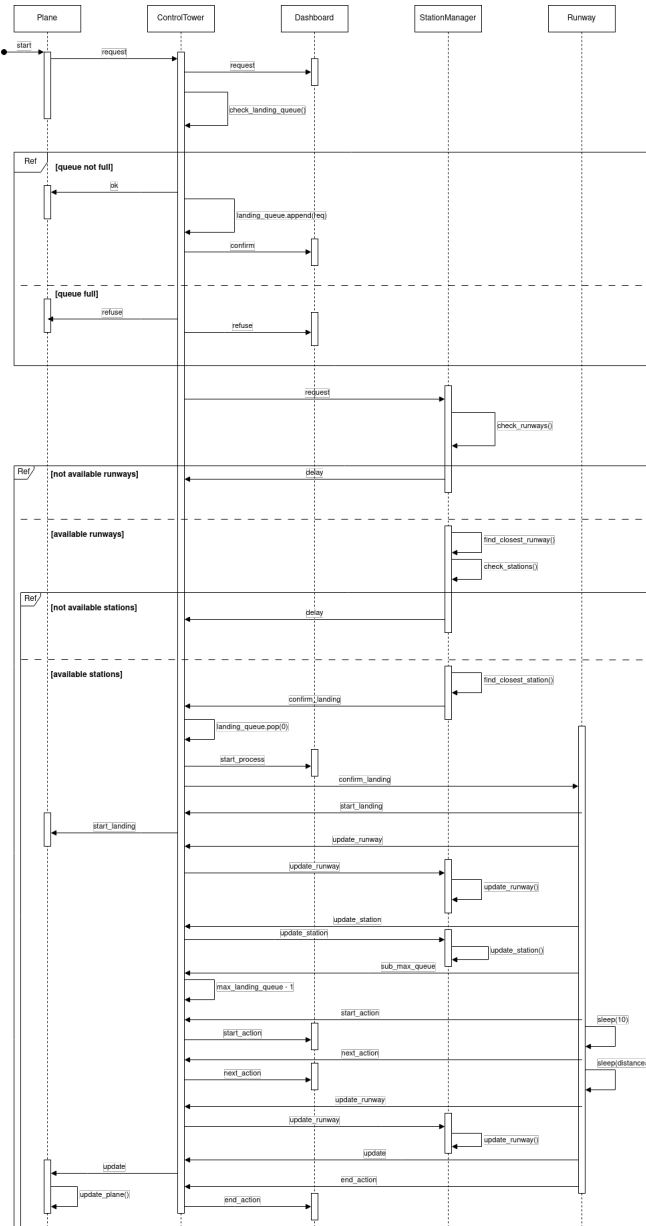 Plane
ControlTower
Dashboard
StationManager
Runway
start
request
request
check_landing_queue()
Ref
[queue not full]
ok
landing_queue.append(req)
confirm
[queue full]
refuse
refuse
request
check_runways()
Ref
[not available runways]
delay
[available runways]
find_closest_runway()
check_stations()
Ref
[not available stations]
delay
[available stations]
find_closest_station()
confirm_landing
landing_queue.pop(0)
start_process
confirm_landing
start_landing
start_landing
update_runway
update_runway
update_runway()
update_station
update_station
update_station()
sub_max_queue
max_landing_queue - 1
start_action
sleep(10)
start_action
next_action
sleep(distance
next_action
update_runway
update_runway
update_runway()
update
update
end_action
update_plane()
end_action